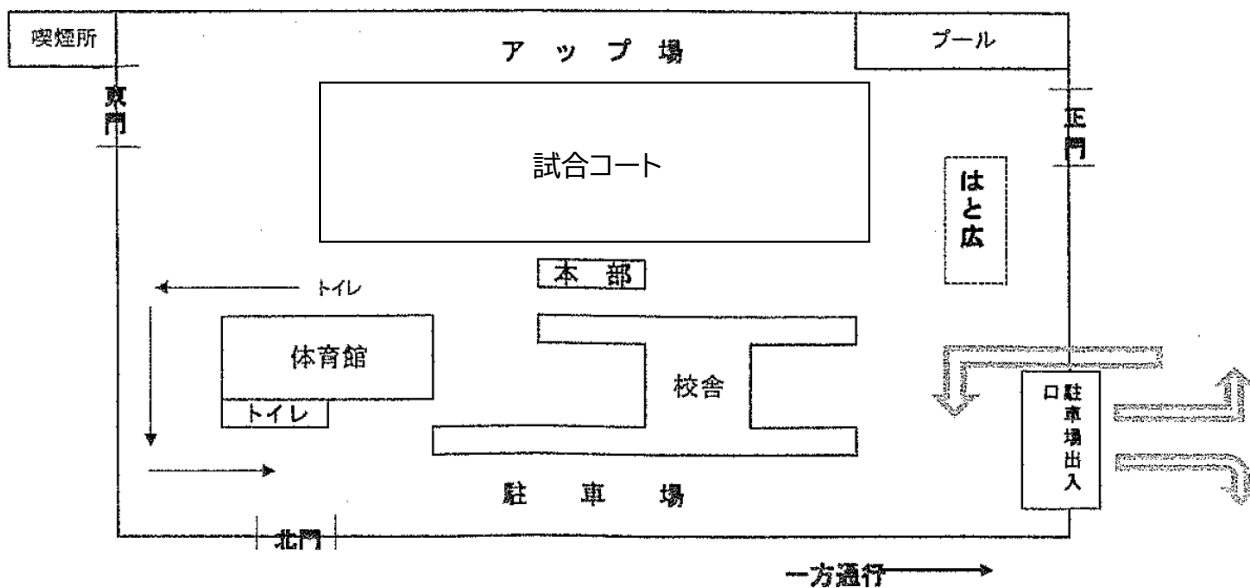 喫煙所
アップ場
プール
東門
正門
試合コート
はと広
本部
トイレ
体育館
校舎
トイレ
駐車場出入口
駐車場
北門
一方通行